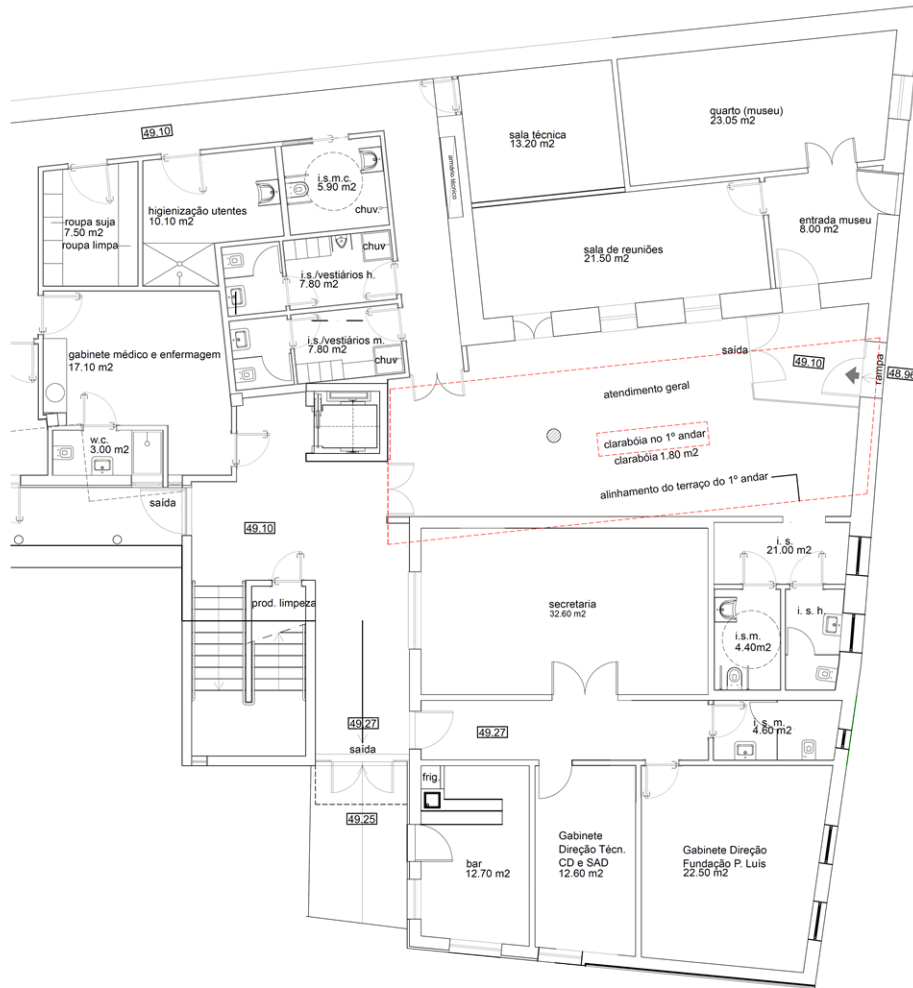 quarto (museu)
23.05 m2
sala técnica
13.20 m2
49.10
armário técnico
i.s.m.c.
5.90 m2
chuv.
higienização utentes
10.10 m2
roupa suja
7.50 m2
roupa limpa
entrada museu
8.00 m2
sala de reuniões
21.50 m2
chuv
i.s./vestiários h.
7.80 m2
i.s./vestiários m.
7.80 m2
chuv
gabinete médico e enfermagem
17.10 m2
saída
49.10
rampa
48.96
atendimento geral
clarabóia no 1º andar
clarabóia 1.80 m2
alinhamento do terraço do 1º andar
w.c.
3.00 m2
saída
49.10
i. s.
21.00 m2
prod. limpeza
secretaria
32.60 m2
i. s. h.
i.s.m.
4.40m2
49.27
saída
49.27
i. s. m.
4.60 m2
frig.
49.25
bar
12.70 m2
Gabinete
Direção Técn.
CD e SAD
12.60 m2
Gabinete Direção
Fundação P. Luis
22.50 m2